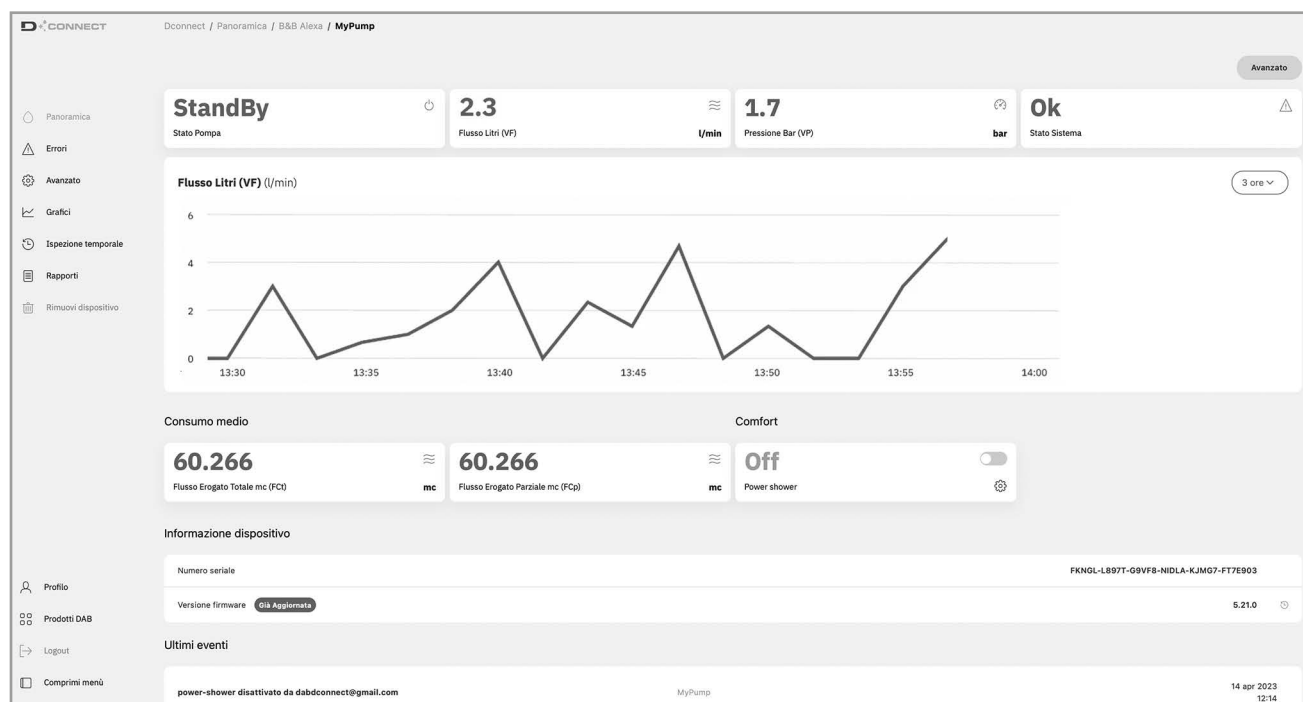 DCONNECT
Dconnect / Panoramica / B&B Alexa / MyPump
Avanzato
Panoramica
Errori
Avanzato
Grafici
Ispezione temporale
Rapporti
Rimuovi dispositivo
StandBy
Stato Pompa
2.3
Flusso Litri (VF)
l/min
1.7
Pressione Bar (VP)
bar
Ok
Stato Sistema
Flusso Litri (VF) (l/min)
3 ore
6
4
2
0
13:30 13:35 13:40 13:45 13:50 13:55 14:00
Consumo medio
60.266
Flusso Erogato Totale mc (FCt)
mc
60.266
Flusso Erogato Parziale mc (FCp)
mc
Comfort
Off
Power shower
Informazione dispositivo
Numero seriale FKNGL-L897T-G9VF8-NIDLA-KJMG7-FT7E903
Versione firmware Già Aggiornata 5.21.0
Ultimi eventi
power-shower disattivato da dabdconnect@gmail.com MyPump 14 apr 2023
12:14
Profilo
Prodotti DAB
Logout
Comprimi menù